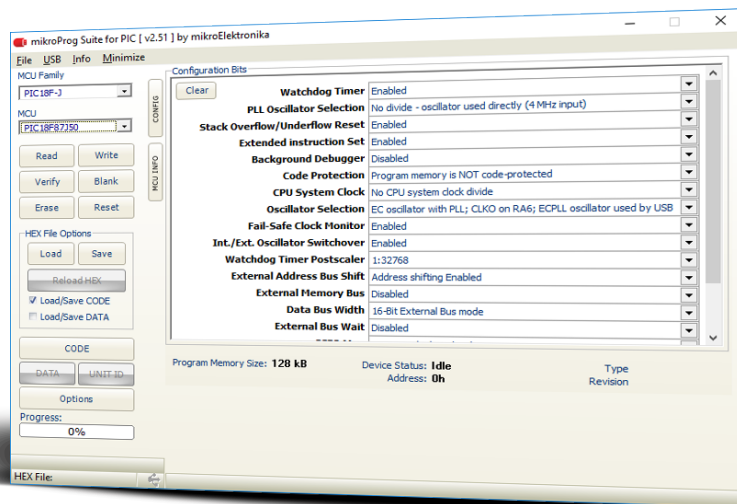 mikroProg Suite for PIC [ v2.51 ] by mikroElektronika
File USB Info Minimize
MCU Family
PIC18F-J
MCU
PIC18F87J50
Read Write
Verify Blank
Erase Reset
HEX File Options
Load Save
Reload HEX
Load/Save CODE
Load/Save DATA
CODE
DATA UNIT ID
Options
Progress:
0%
HEX File:
CONFIG
MCU INFO
Configuration Bits
Clear
Watchdog Timer Enabled
PLL Oscillator Selection No divide - oscillator used directly (4 MHz input)
Stack Overflow/Underflow Reset Enabled
Extended instruction Set Enabled
Background Debugger Disabled
Code Protection Program memory is NOT code-protected
CPU System Clock No CPU system clock divide
Oscillator Selection EC oscillator with PLL; CLKO on RA6; ECPLL oscillator used by USB
Fail-Safe Clock Monitor Enabled
Int./Ext. Oscillator Switchover Enabled
Watchdog Timer Postscaler 1:32768
External Address Bus Shift Address shifting Enabled
External Memory Bus Disabled
Data Bus Width 16-Bit External Bus mode
External Bus Wait Disabled
Program Memory Size: 128 kB Device Status: Idle Type
Address: 0h Revision